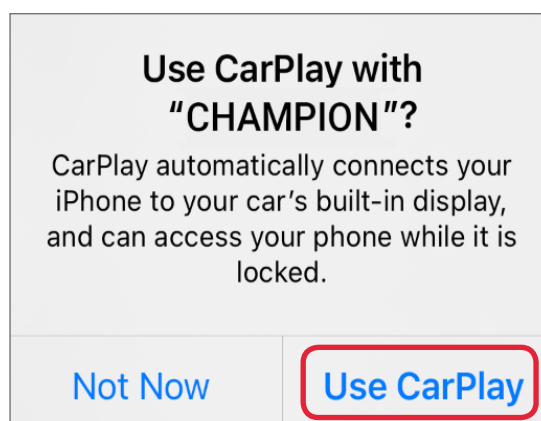 Use CarPlay with
“CHAMPION”?
CarPlay automatically connects your
iPhone to your car’s built-in display,
and can access your phone while it is
locked.
Not Now
Use CarPlay